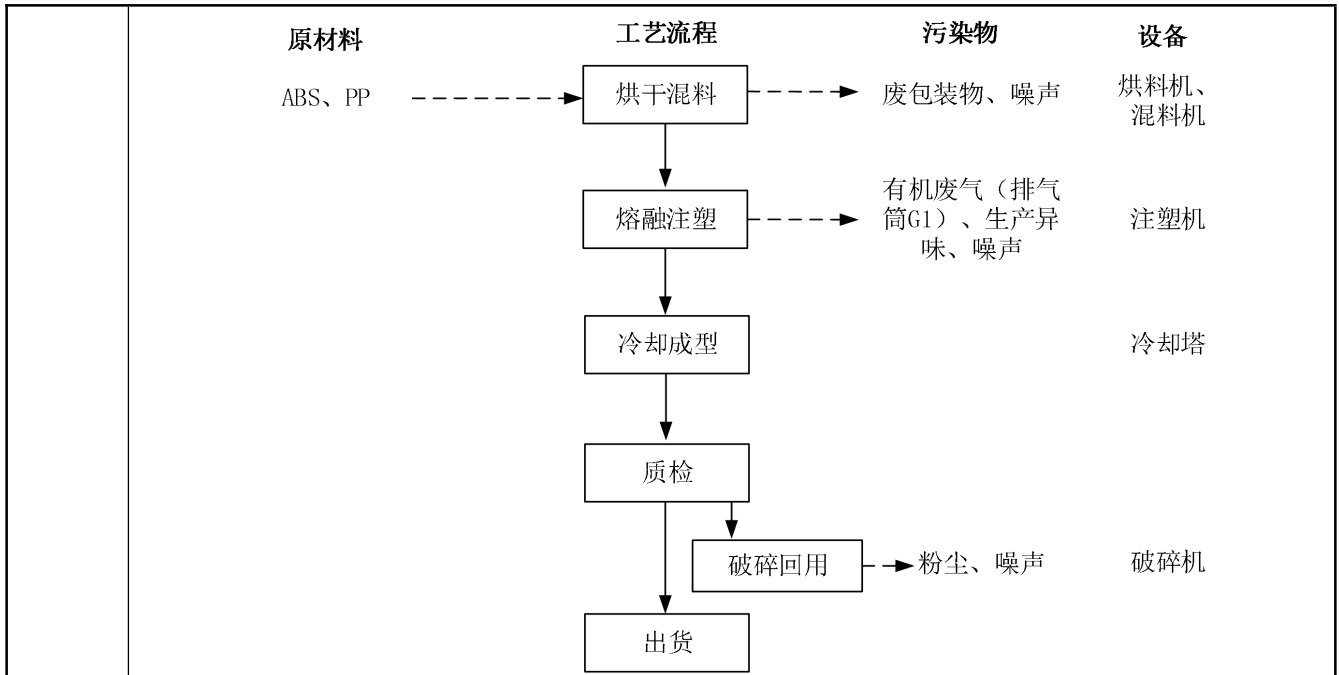 原材料
工艺流程
污染物
设备
ABS、PP
烘干混料
废包装物、噪声
烘料机、
混料机
熔融注塑
有机废气（排气
筒G1）、生产异
味、噪声
注塑机
冷却成型
冷却塔
质检
破碎回用
粉尘、噪声
破碎机
出货